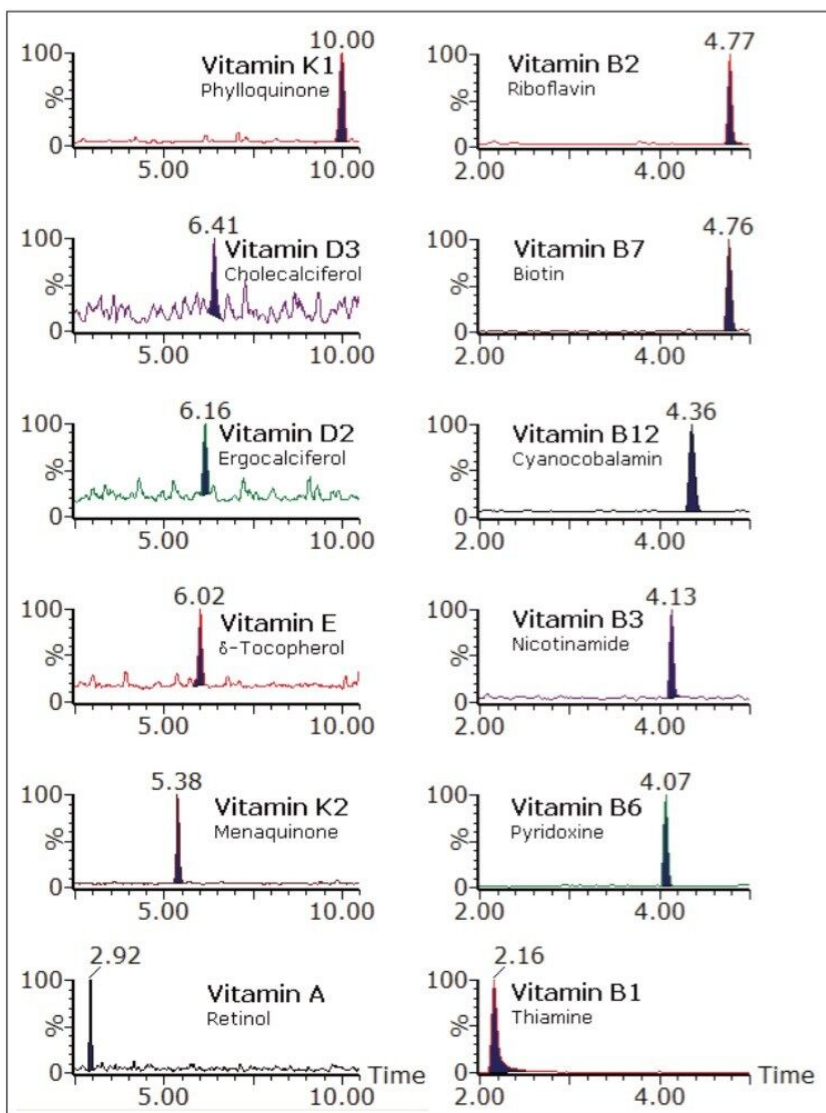 10.00
100
Vitamin K1
Phylloquinone
%
0
5.00 10.00
6.41
100
Vitamin D3
Cholecalciferol
%
0
5.00 10.00
6.16
100
Vitamin D2
Ergocalciferol
%
0
5.00 10.00
6.02
100
Vitamin E
δ-Tocopherol
%
0
5.00 10.00
5.38
100
Vitamin K2
Menaquinone
%
0
5.00 10.00
2.92
100
Vitamin A
Retinol
%
0
5.00 10.00 Time
4.77
100
Vitamin B2
Riboflavin
%
0
2.00 4.00
4.76
100
Vitamin B7
Biotin
%
0
2.00 4.00
4.36
100
Vitamin B12
Cyanocobalamin
%
0
2.00 4.00
4.13
100
Vitamin B3
Nicotinamide
%
0
2.00 4.00
4.07
100
Vitamin B6
Pyridoxine
%
0
2.00 4.00
2.16
100
Vitamin B1
Thiamine
%
0
2.00 4.00 Time